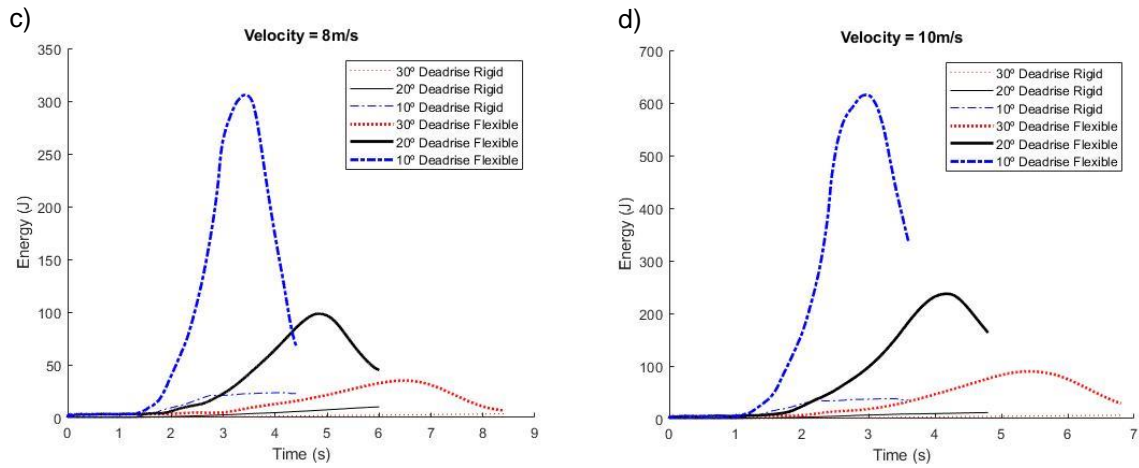 c)
Velocity = 8m/s
350
300
250
200
150
100
50
0
Energy (J)
30º Deadrise Rigid
20º Deadrise Rigid
10º Deadrise Rigid
30º Deadrise Flexible
20º Deadrise Flexible
10º Deadrise Flexible
0 1 2 3 4 5 6 7 8 9
Time (s)
d)
Velocity = 10m/s
700
600
500
400
300
200
100
0
Energy (J)
30º Deadrise Rigid
20º Deadrise Rigid
10º Deadrise Rigid
30º Deadrise Flexible
20º Deadrise Flexible
10º Deadrise Flexible
0 1 2 3 4 5 6 7
Time (s)